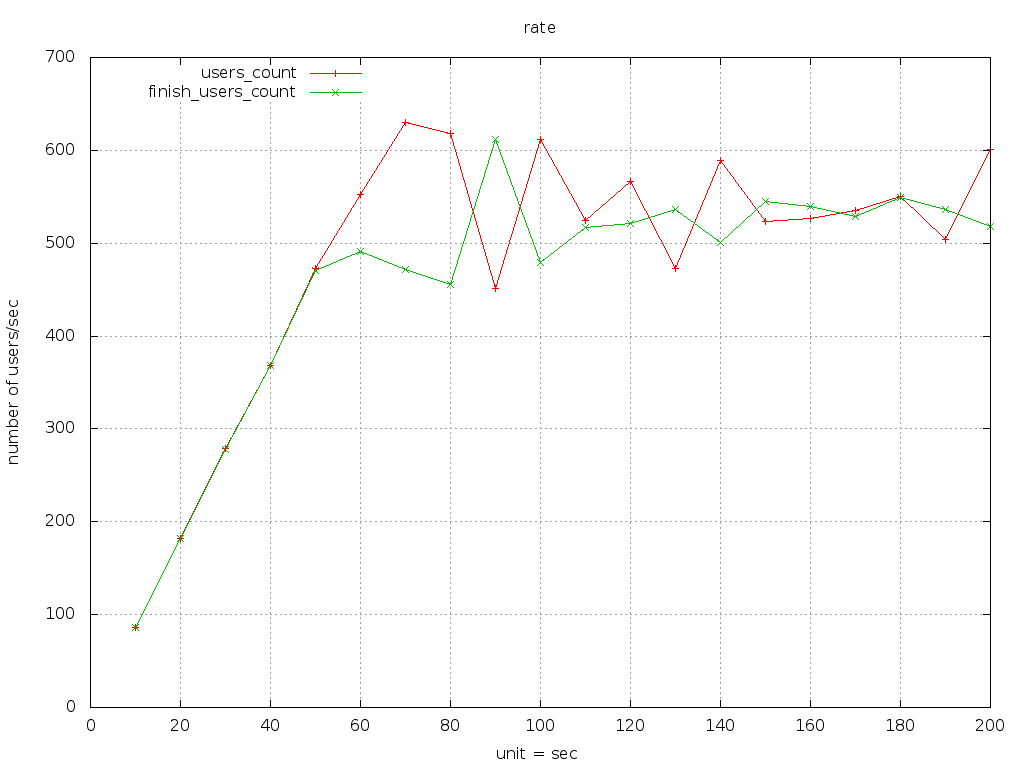 rate
users_count
finish_users_count
700
600
500
400
300
200
100
0
number of users/sec
0 20 40 60 80 100 120 140 160 180 200
unit = sec